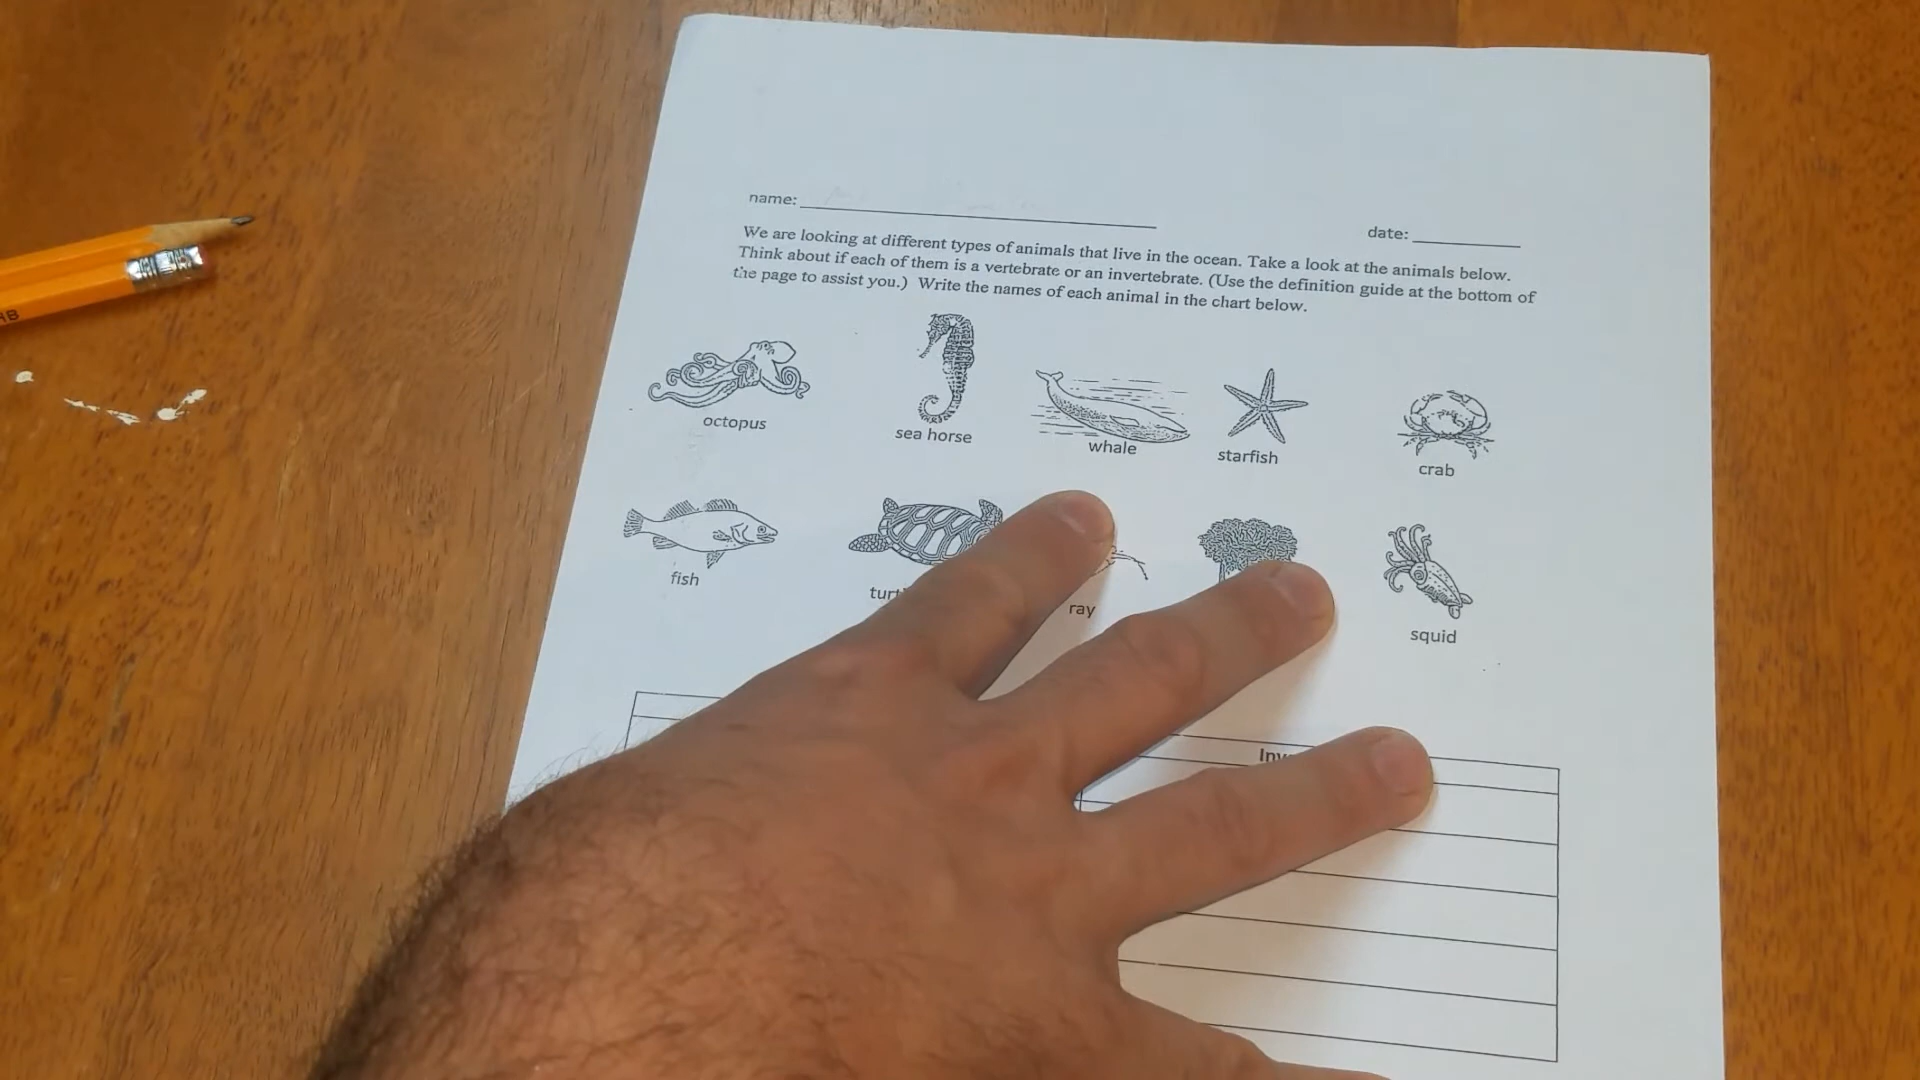 name:
date:
We are looking at different types of animals that live in the ocean. Take a look at the animals below.
Think about if each of them is a vertebrate or an invertebrate. (Use the definition guide at the bottom of
the page to assist you.) Write the names of each animal in the chart below.
octopus
sea horse
whale
starfish
crab
fish
ray
squid
HB